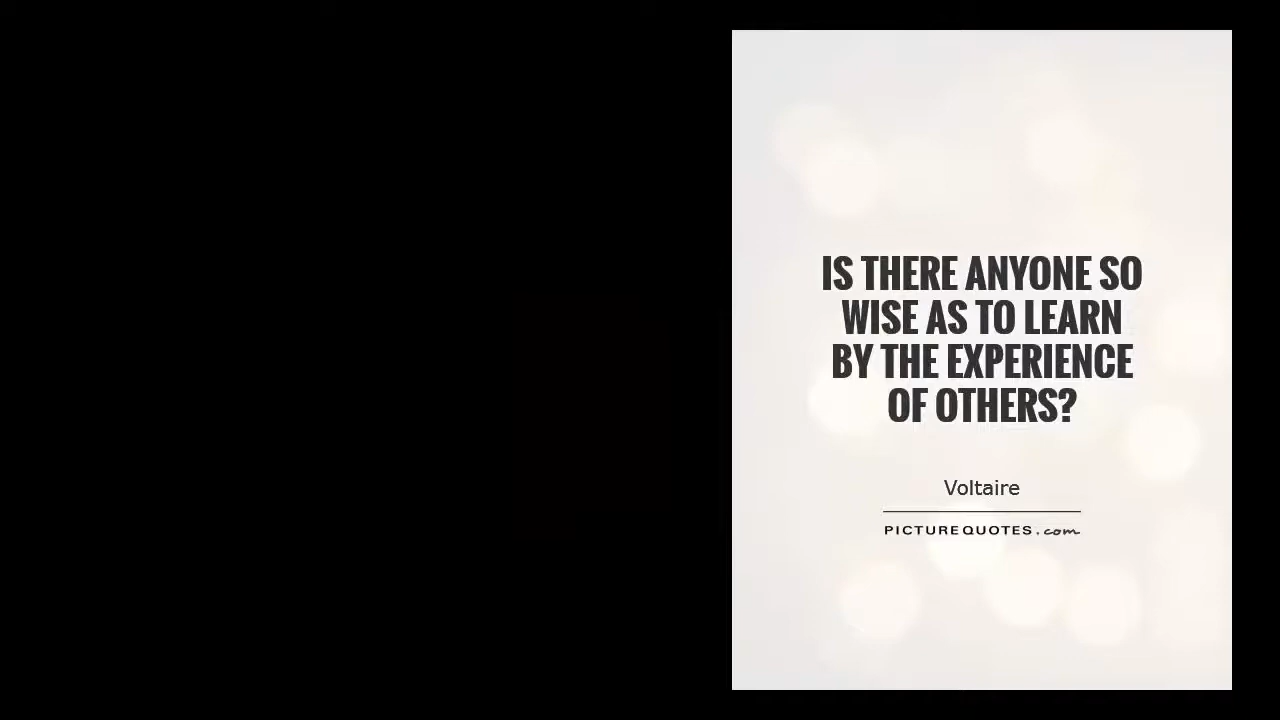 IS THERE ANYONE SO
WISE AS TO LEARN
BY THE EXPERIENCE
OF OTHERS?
Voltaire
PICTUREQUOTES.com